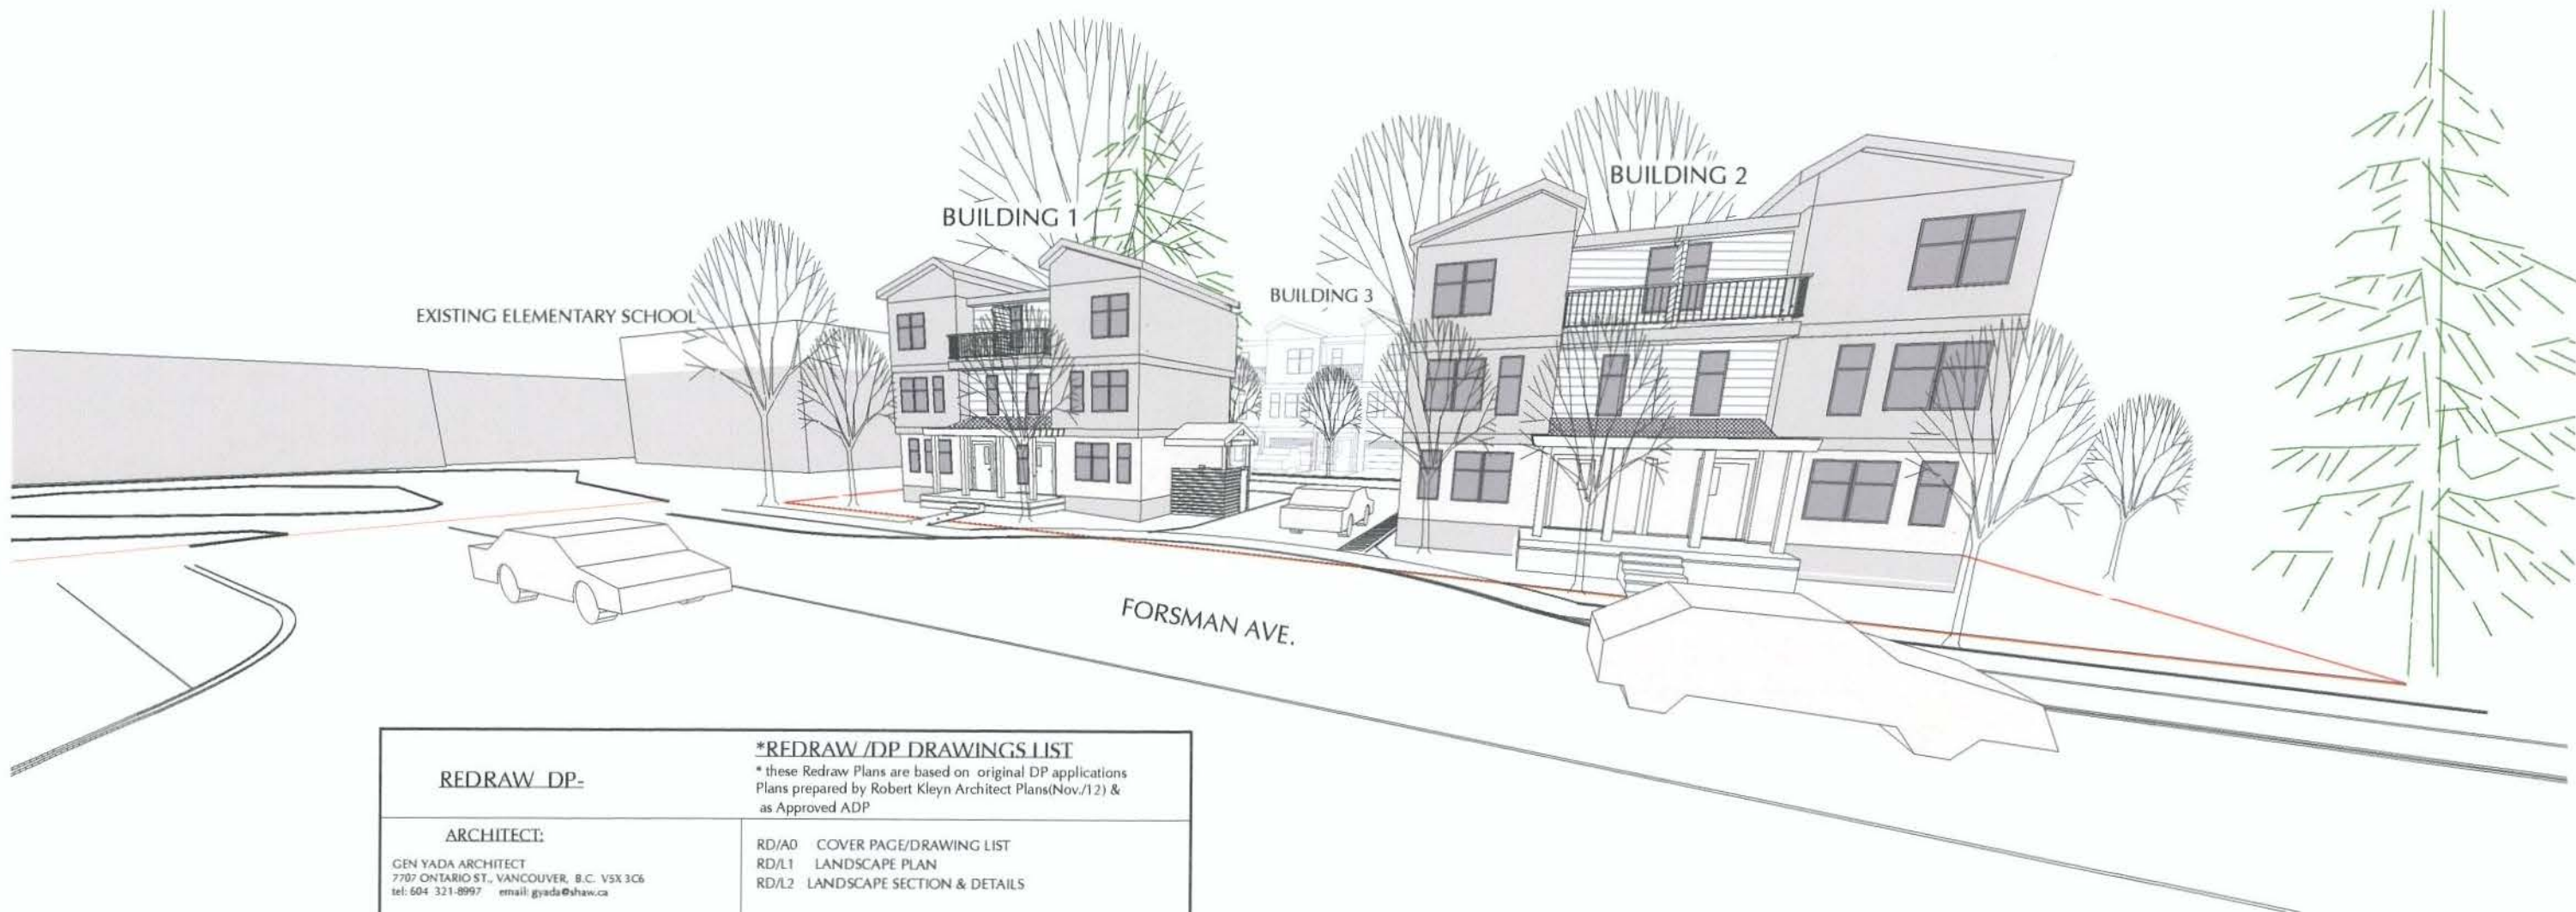 BUILDING 1
BUILDING 2
BUILDING 3
EXISTING ELEMENTARY SCHOOL
FORSMAN AVE.
REDRAW DP-
*REDRAW /DP DRAWINGS LIST
* these Redraw Plans are based on original DP applications
Plans prepared by Robert Kleyn Architect Plans(Nov./12) &
as Approved ADP
ARCHITECT:
GEN YADA ARCHITECT
7707 ONTARIO ST., VANCOUVER, B.C. V5X 3C6
tel: 604 321-8997 email: gyada@shaw.ca
RD/A0 COVER PAGE/DRAWING LIST
RD/L1 LANDSCAPE PLAN
RD/L2 LANDSCAPE SECTION & DETAILS